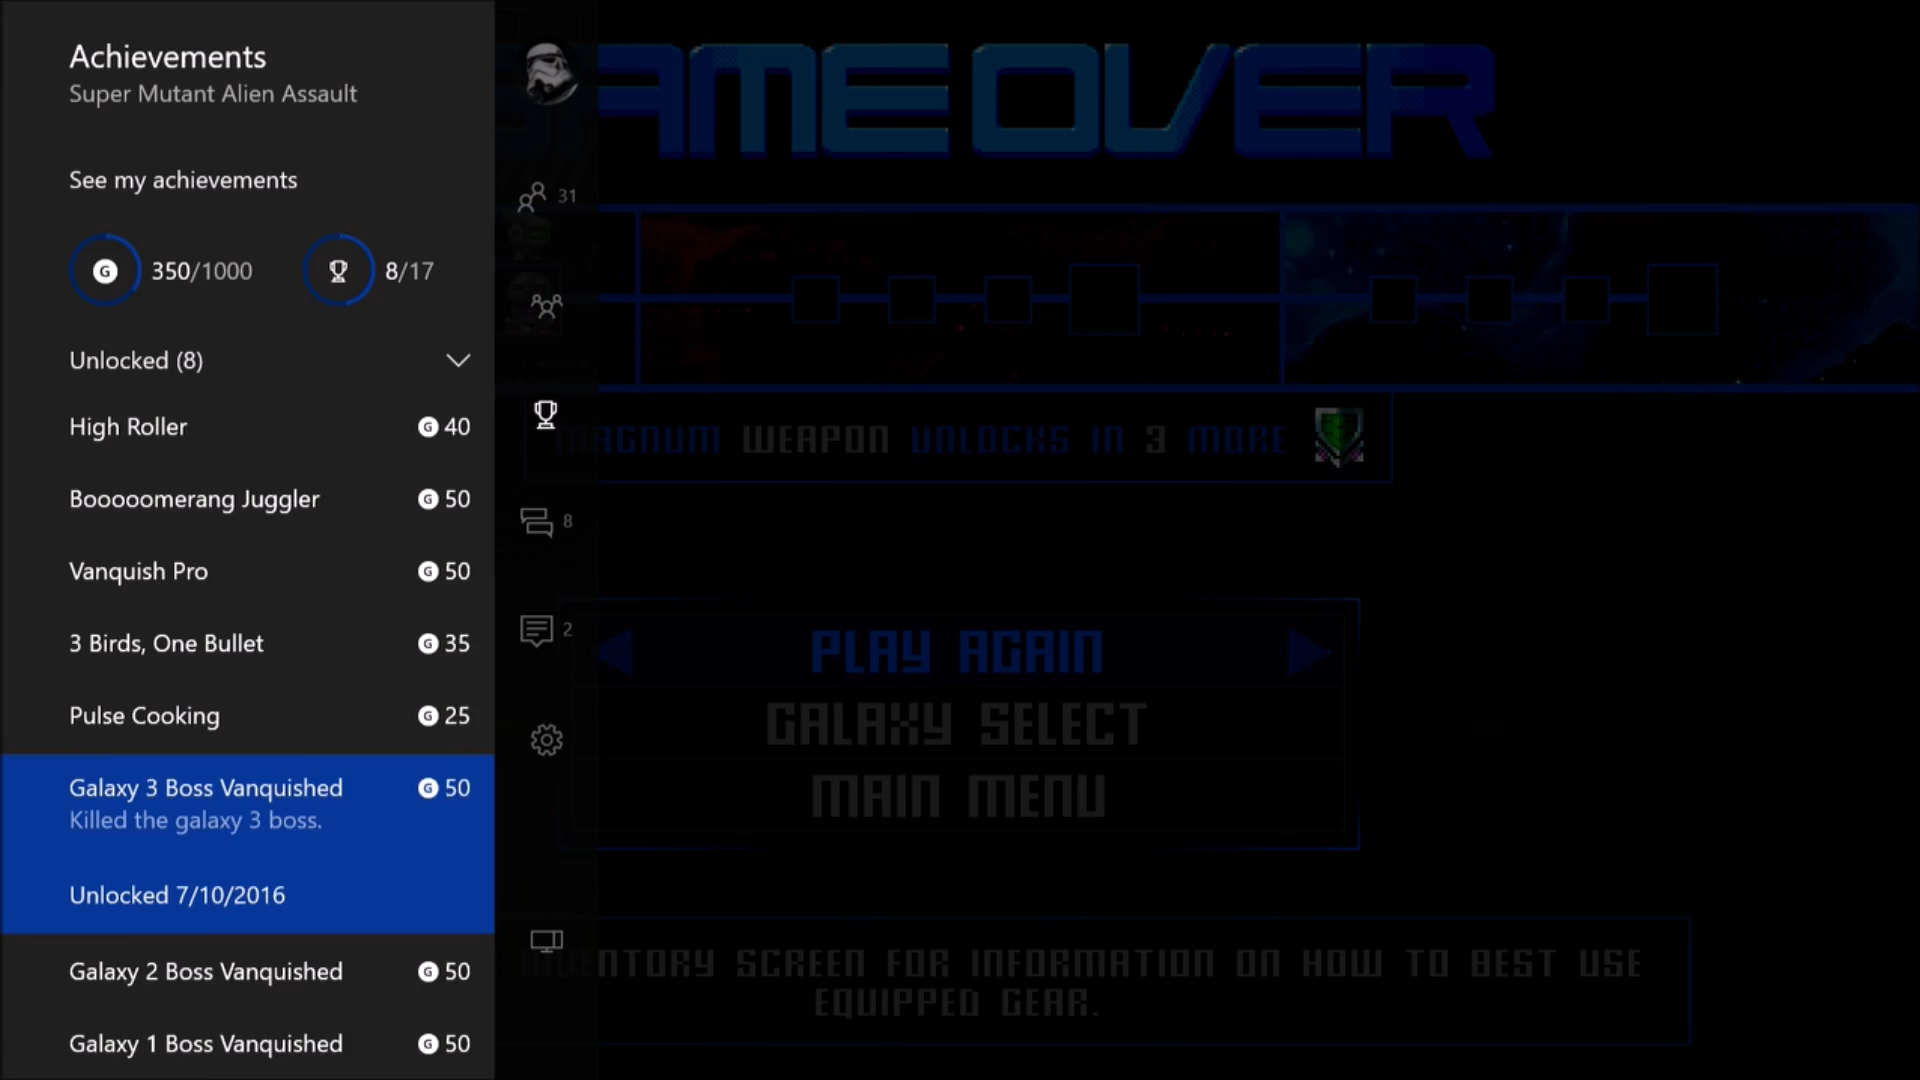 Achievements
Super Mutant Alien Assault
See my achievements
G 350/1000 8/17
Unlocked (8)
High Roller G 40
Booooomerang Juggler G 50
Vanquish Pro G 50
3 Birds, One Bullet G 35
Pulse Cooking G 25
Galaxy 3 Boss Vanquished G 50
Killed the galaxy 3 boss.
Unlocked 7/10/2016
Galaxy 2 Boss Vanquished G 50
Galaxy 1 Boss Vanquished G 50
31
8
2
AME OVER
MAGNUM WEAPON UNLOCKS IN 3 MORE
PLAY AGAIN
GALAXY SELECT
MAIN MENU
NTORY SCREEN FOR INFORMATION ON HOW TO BEST USE
EQUIPPED GEAR.